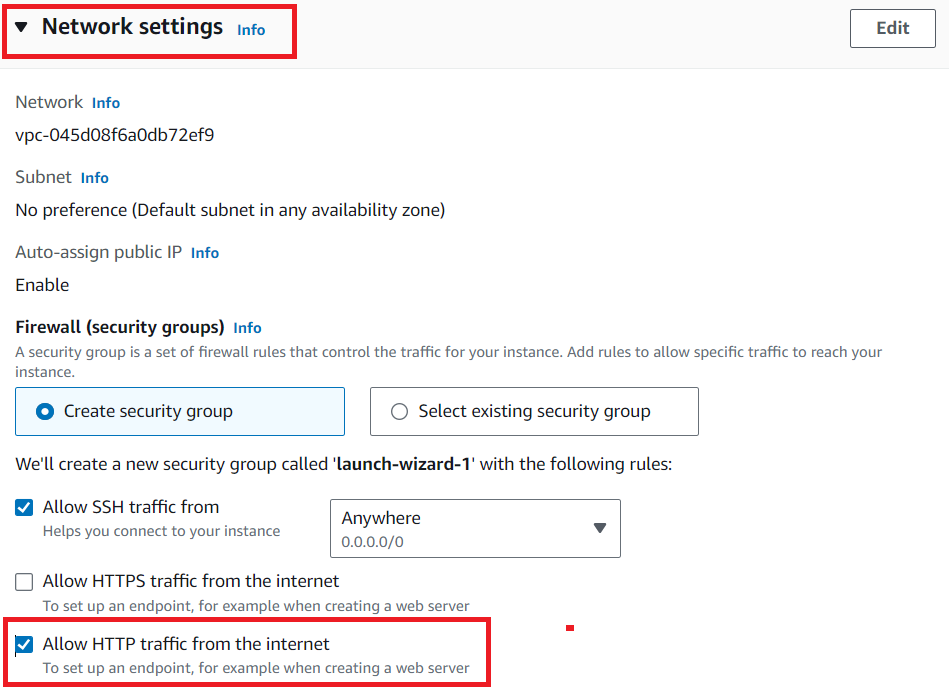 Network settings Info
Edit
Network Info
vpc-045d08f6a0db72ef9
Subnet Info
No preference (Default subnet in any availability zone)
Auto-assign public IP Info
Enable
Firewall (security groups) Info
A security group is a set of firewall rules that control the traffic for your instance. Add rules to allow specific traffic to reach your
instance.
Create security group
Select existing security group
We'll create a new security group called 'launch-wizard-1' with the following rules:
Allow SSH traffic from
Helps you connect to your instance
Anywhere
0.0.0.0/0
Allow HTTPS traffic from the internet
To set up an endpoint, for example when creating a web server
Allow HTTP traffic from the internet
To set up an endpoint, for example when creating a web server